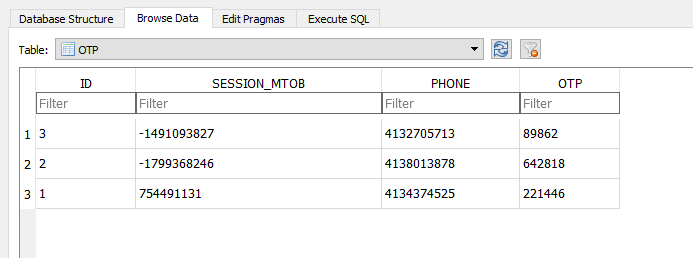 Database Structure Browse Data Edit Pragmas Execute SQL
Table: OTP
ID SESSION_MTOB PHONE OTP
Filter Filter Filter Filter
1 3 -1491093827 4132705713 89862
2 2 -1799368246 4138013878 642818
3 1 754491131 4134374525 221446